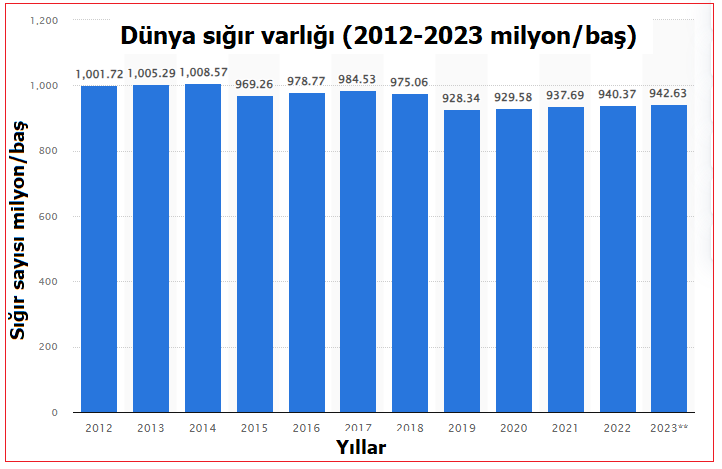 Dünya sığır varlığı (2012-2023 milyon/baş)
Sığır sayısı milyon/baş
1,200
1,000
800
600
400
200
0
1,001.72 1,005.29 1,008.57 969.26 978.77 984.53 975.06 928.34 929.58 937.69 940.37 942.63
2012 2013 2014 2015 2016 2017 2018 2019 2020 2021 2022 2023**
Yıllar